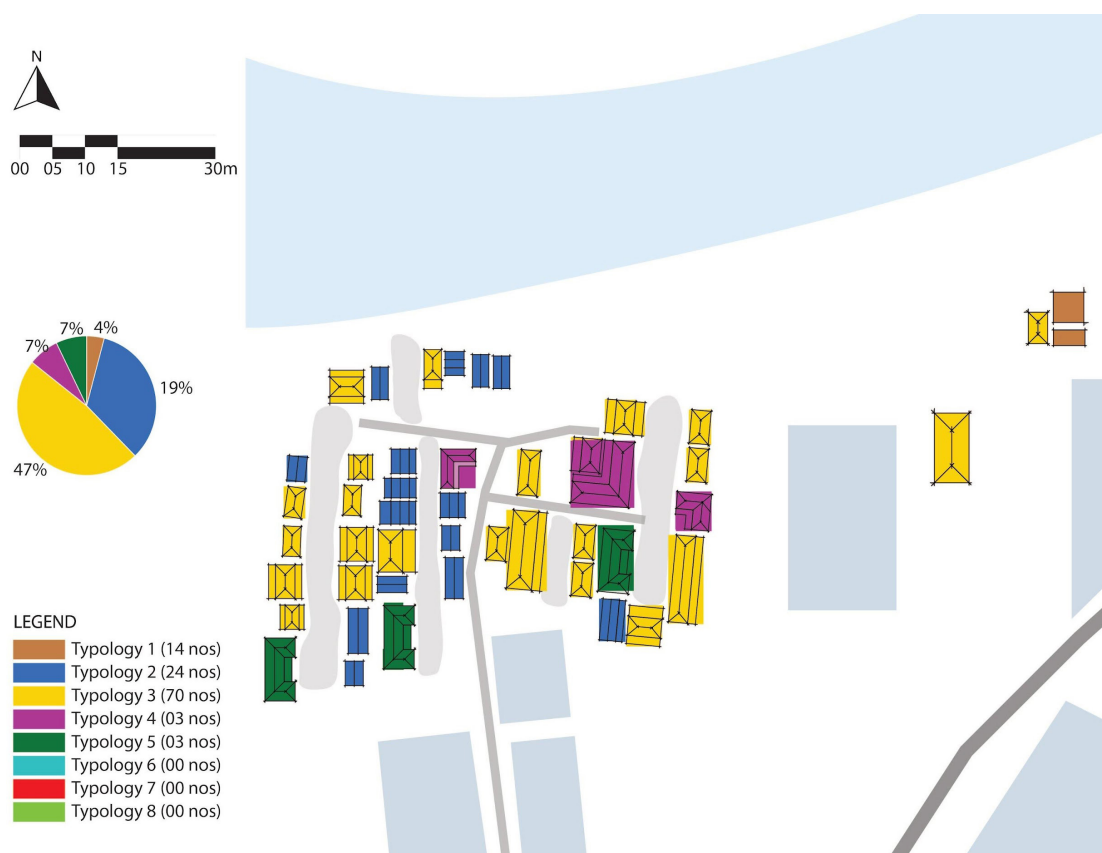 N
00 05 10 15 30m
7% 4%
7%
19%
47%
LEGEND
Typology 1 (14 nos)
Typology 2 (24 nos)
Typology 3 (70 nos)
Typology 4 (03 nos)
Typology 5 (03 nos)
Typology 6 (00 nos)
Typology 7 (00 nos)
Typology 8 (00 nos)